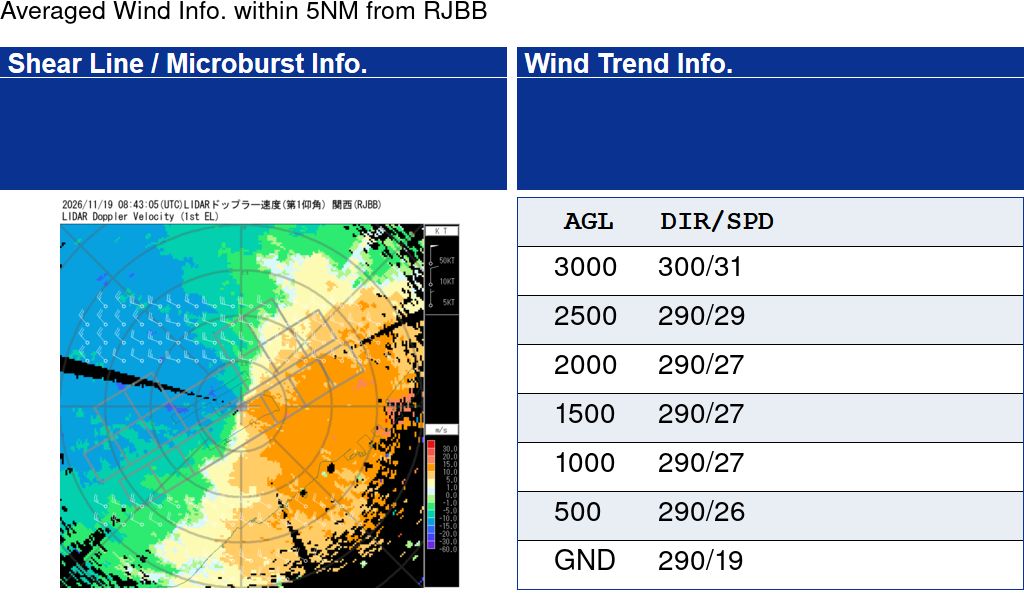 Averaged Wind Info. within 5NM from RJBB
Shear Line / Microburst Info.
Wind Trend Info.
2026/11/19 08:43:05(UTC)LIDARドップラー速度(第1仰角) 関西(RJBB)
LIDAR Doppler Velocity (1st EL)
K T
50KT
10KT
5KT
m/s
30.0
20.0
15.0
10.0
5.0
1.0
0.0
-1.0
-5.0
-10.0
-15.0
-20.0
-30.0
-60.0
AGL DIR/SPD
3000 300/31
2500 290/29
2000 290/27
1500 290/27
1000 290/27
500 290/26
GND 290/19